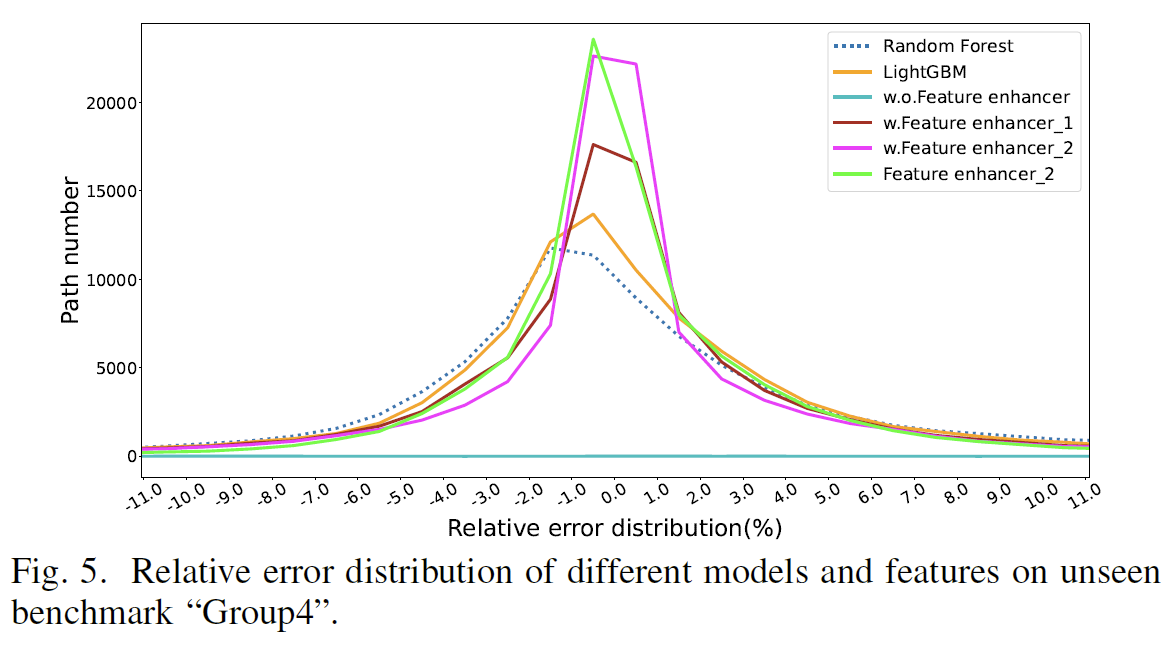 Random Forest
LightGBM
w.o.Feature enhancer
w.Feature enhancer_1
w.Feature enhancer_2
Feature enhancer_2
Path number
20000
15000
10000
5000
0
-11.0 -10.0 -9.0 -8.0 -7.0 -6.0 -5.0 -4.0 -3.0 -2.0 -1.0 0.0 1.0 2.0 3.0 4.0 5.0 6.0 7.0 8.0 9.0 10.0 11.0
Relative error distribution(%)
Fig. 5. Relative error distribution of different models and features on unseen
benchmark “Group4”.